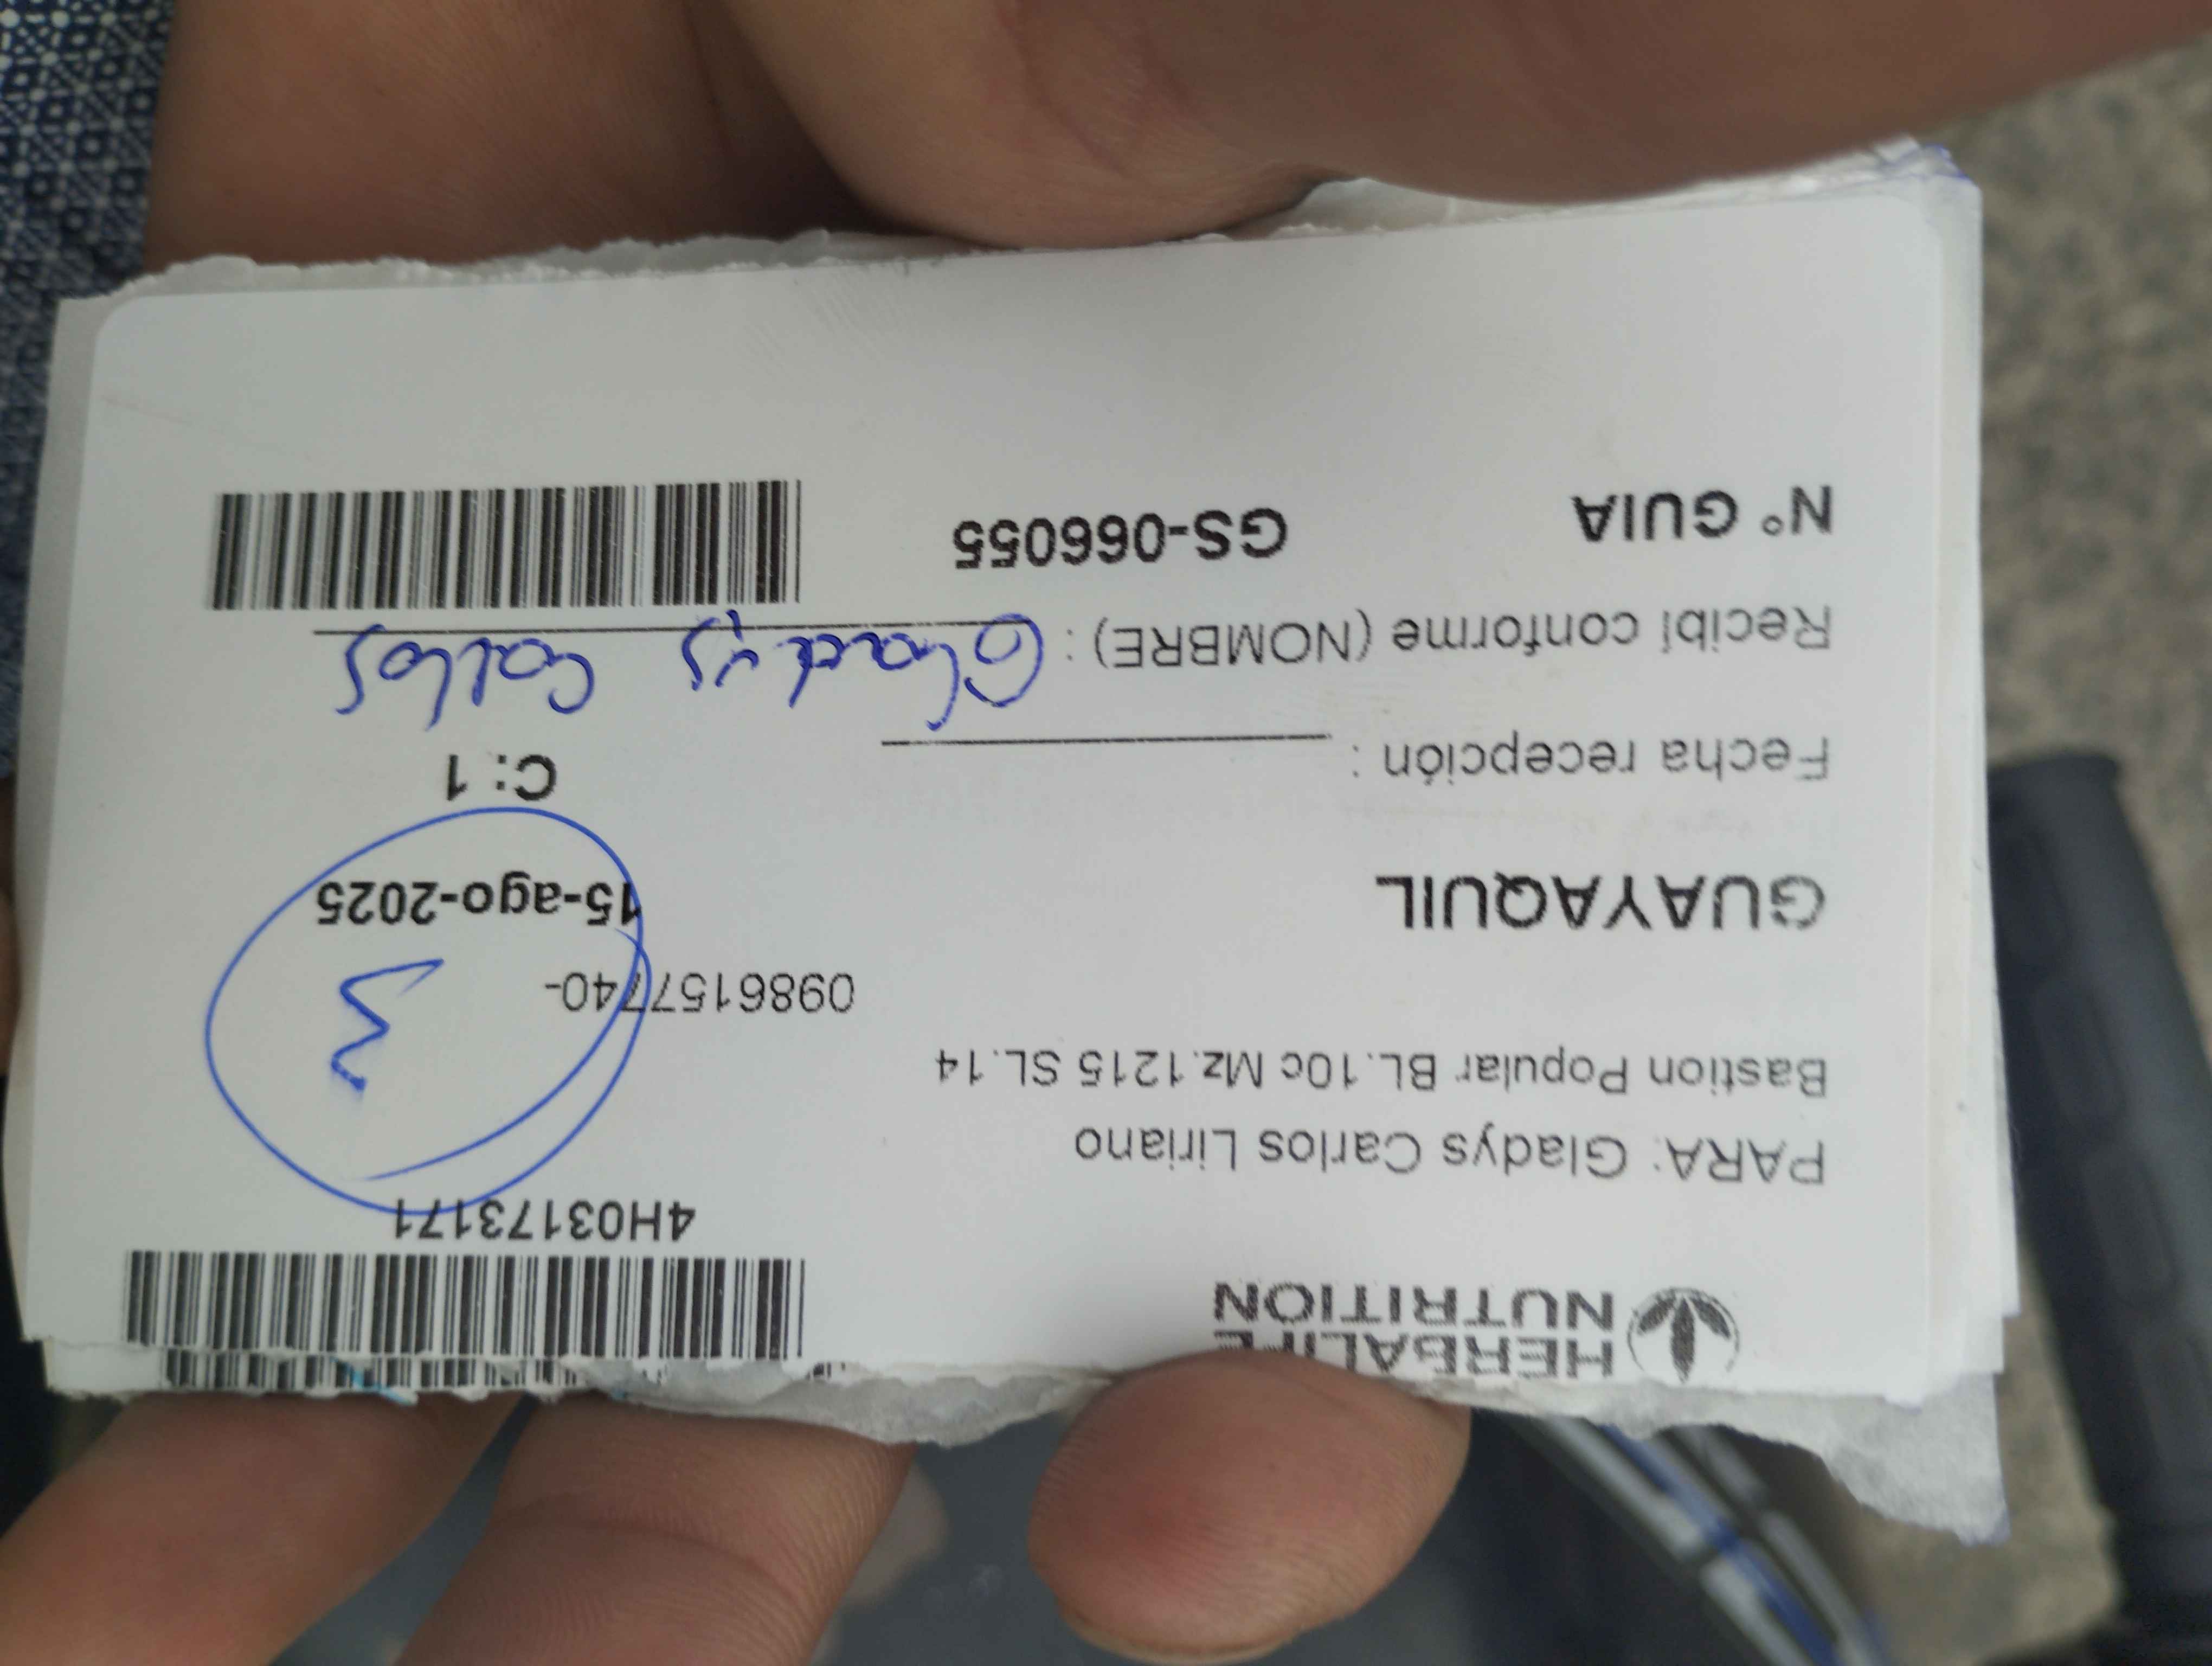 HERBALIFE
NUTRITION
4H03173171
PARA: Gladys Carlos Liriano
Bastion Popular BL.10c Mz.1215 SL.14
0986157740-
3
GUAYAQUIL
15-ago-2025
C: 1
Fecha recepción :
Recibí conforme (NOMBRE) : Gladys Carlos
N° GUIA GS-066055